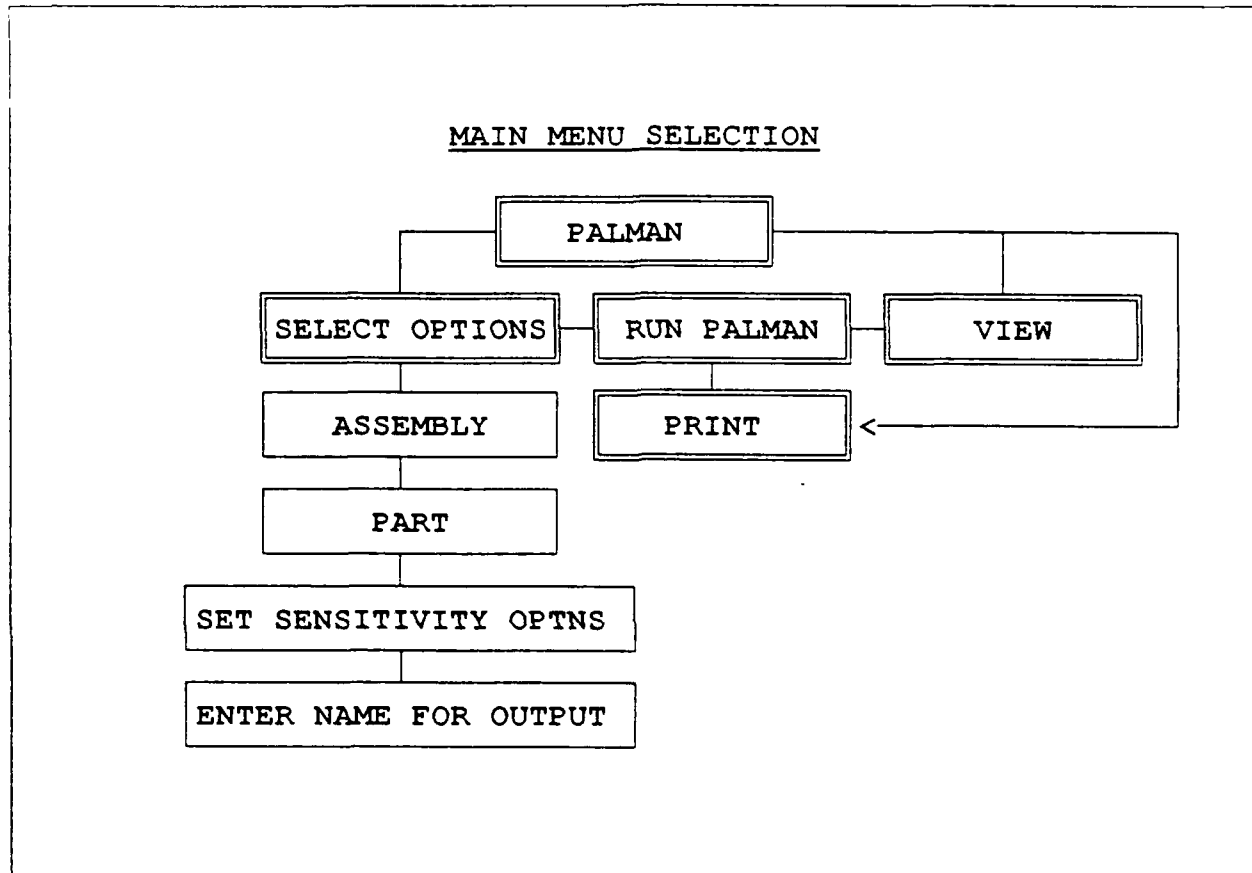 MAIN MENU SELECTION
PALMAN
SELECT OPTIONS
RUN PALMAN
VIEW
ASSEMBLY
PRINT
PART
SET SENSITIVITY OPTNS
ENTER NAME FOR OUTPUT